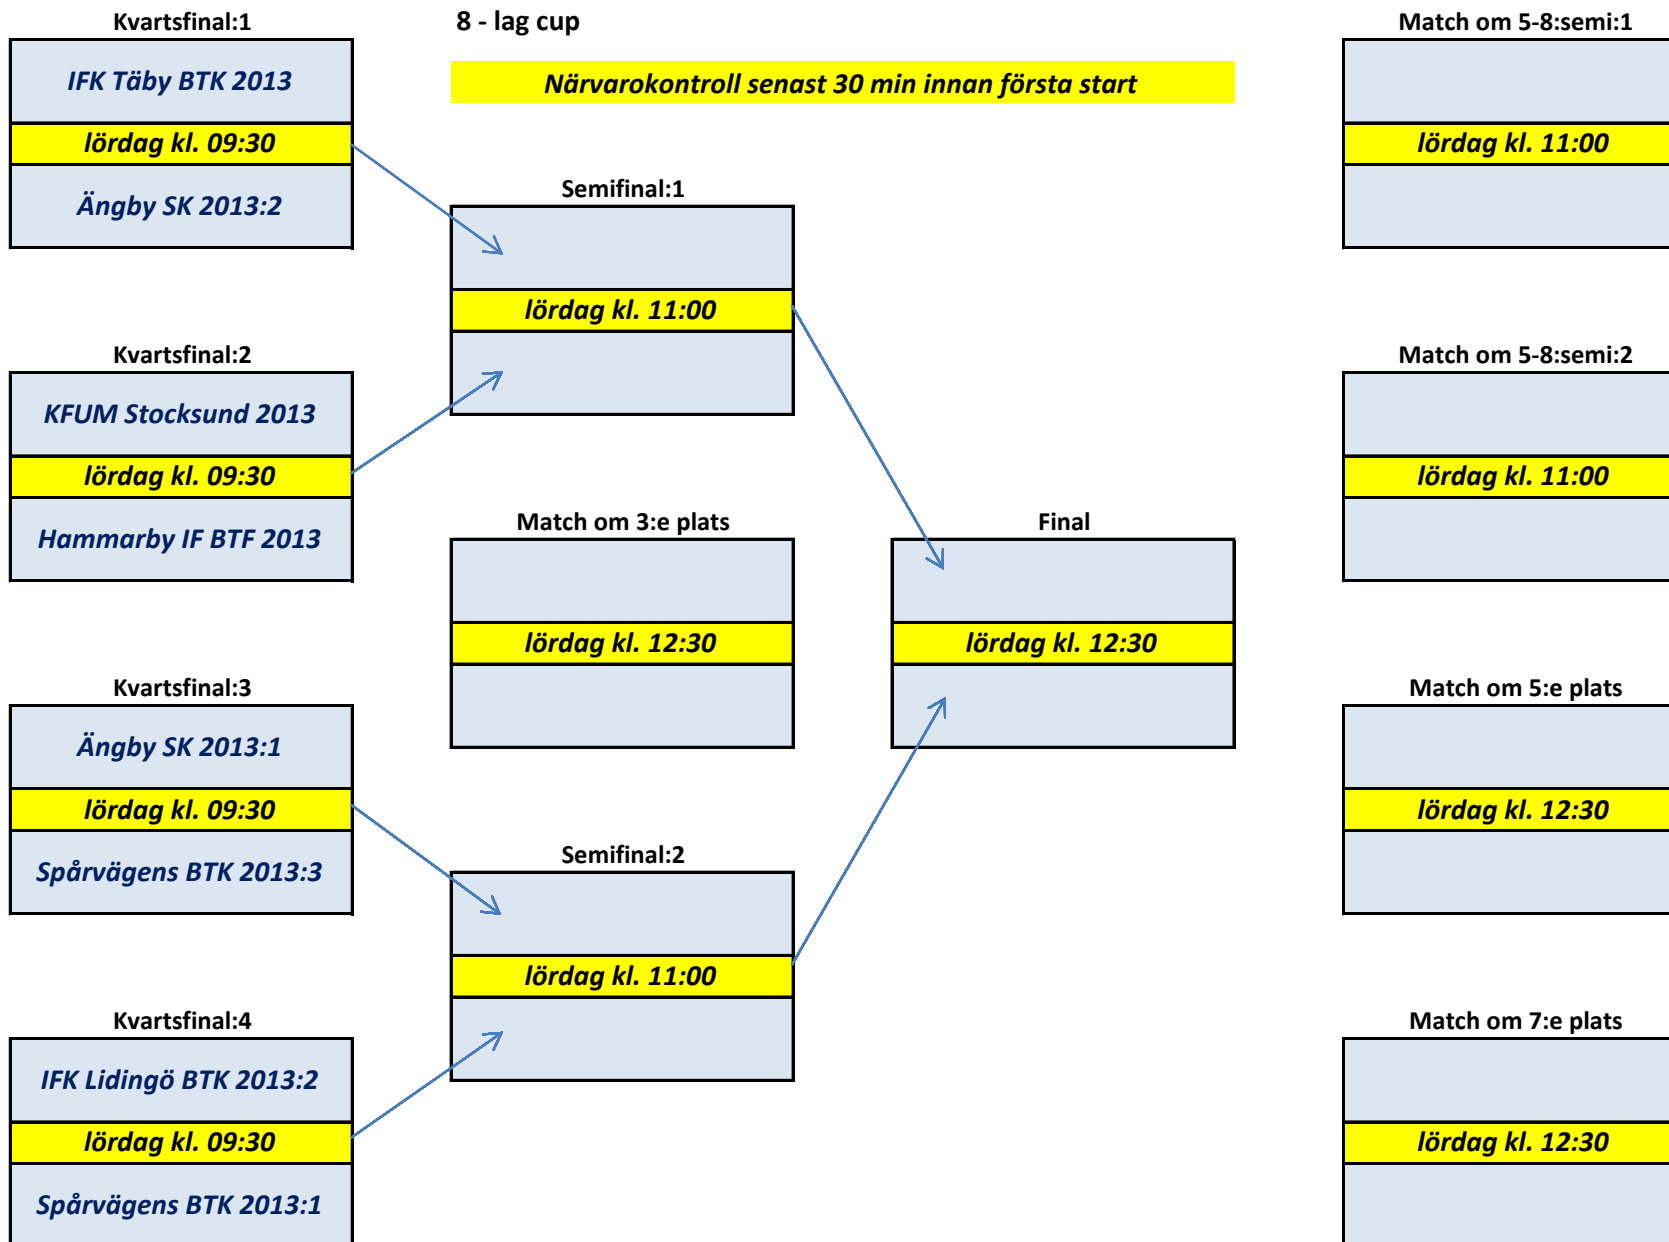 Kvartsfinal:1
IFK Täby BTK 2013
lördag kl. 09:30
Ängby SK 2013:2
Kvartsfinal:2
KFUM Stocksund 2013
lördag kl. 09:30
Hammarby IF BTF 2013
Kvartsfinal:3
Ängby SK 2013:1
lördag kl. 09:30
Spårvägens BTK 2013:3
Kvartsfinal:4
IFK Lidingö BTK 2013:2
lördag kl. 09:30
Spårvägens BTK 2013:1
8 - lag cup
Närvarokontroll senast 30 min innan första start
Semifinal:1
lördag kl. 11:00
Match om 3:e plats
lördag kl. 12:30
Semifinal:2
lördag kl. 11:00
Final
lördag kl. 12:30
Match om 5-8:semi:1
lördag kl. 11:00
Match om 5-8:semi:2
lördag kl. 11:00
Match om 5:e plats
lördag kl. 12:30
Match om 7:e plats
lördag kl. 12:30